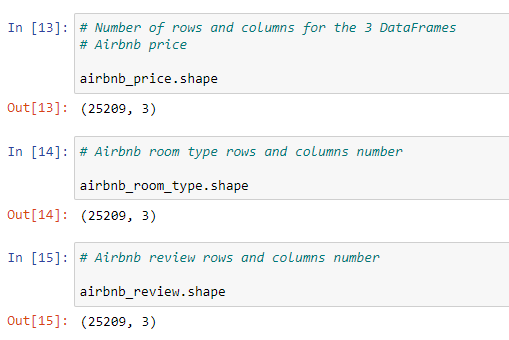 In [13]: # Number of rows and columns for the 3 DataFrames
# Airbnb price
airbnb_price.shape
Out[13]: (25209, 3)
In [14]: # Airbnb room type rows and columns number
airbnb_room_type.shape
Out[14]: (25209, 3)
In [15]: # Airbnb review rows and columns number
airbnb_review.shape
Out[15]: (25209, 3)